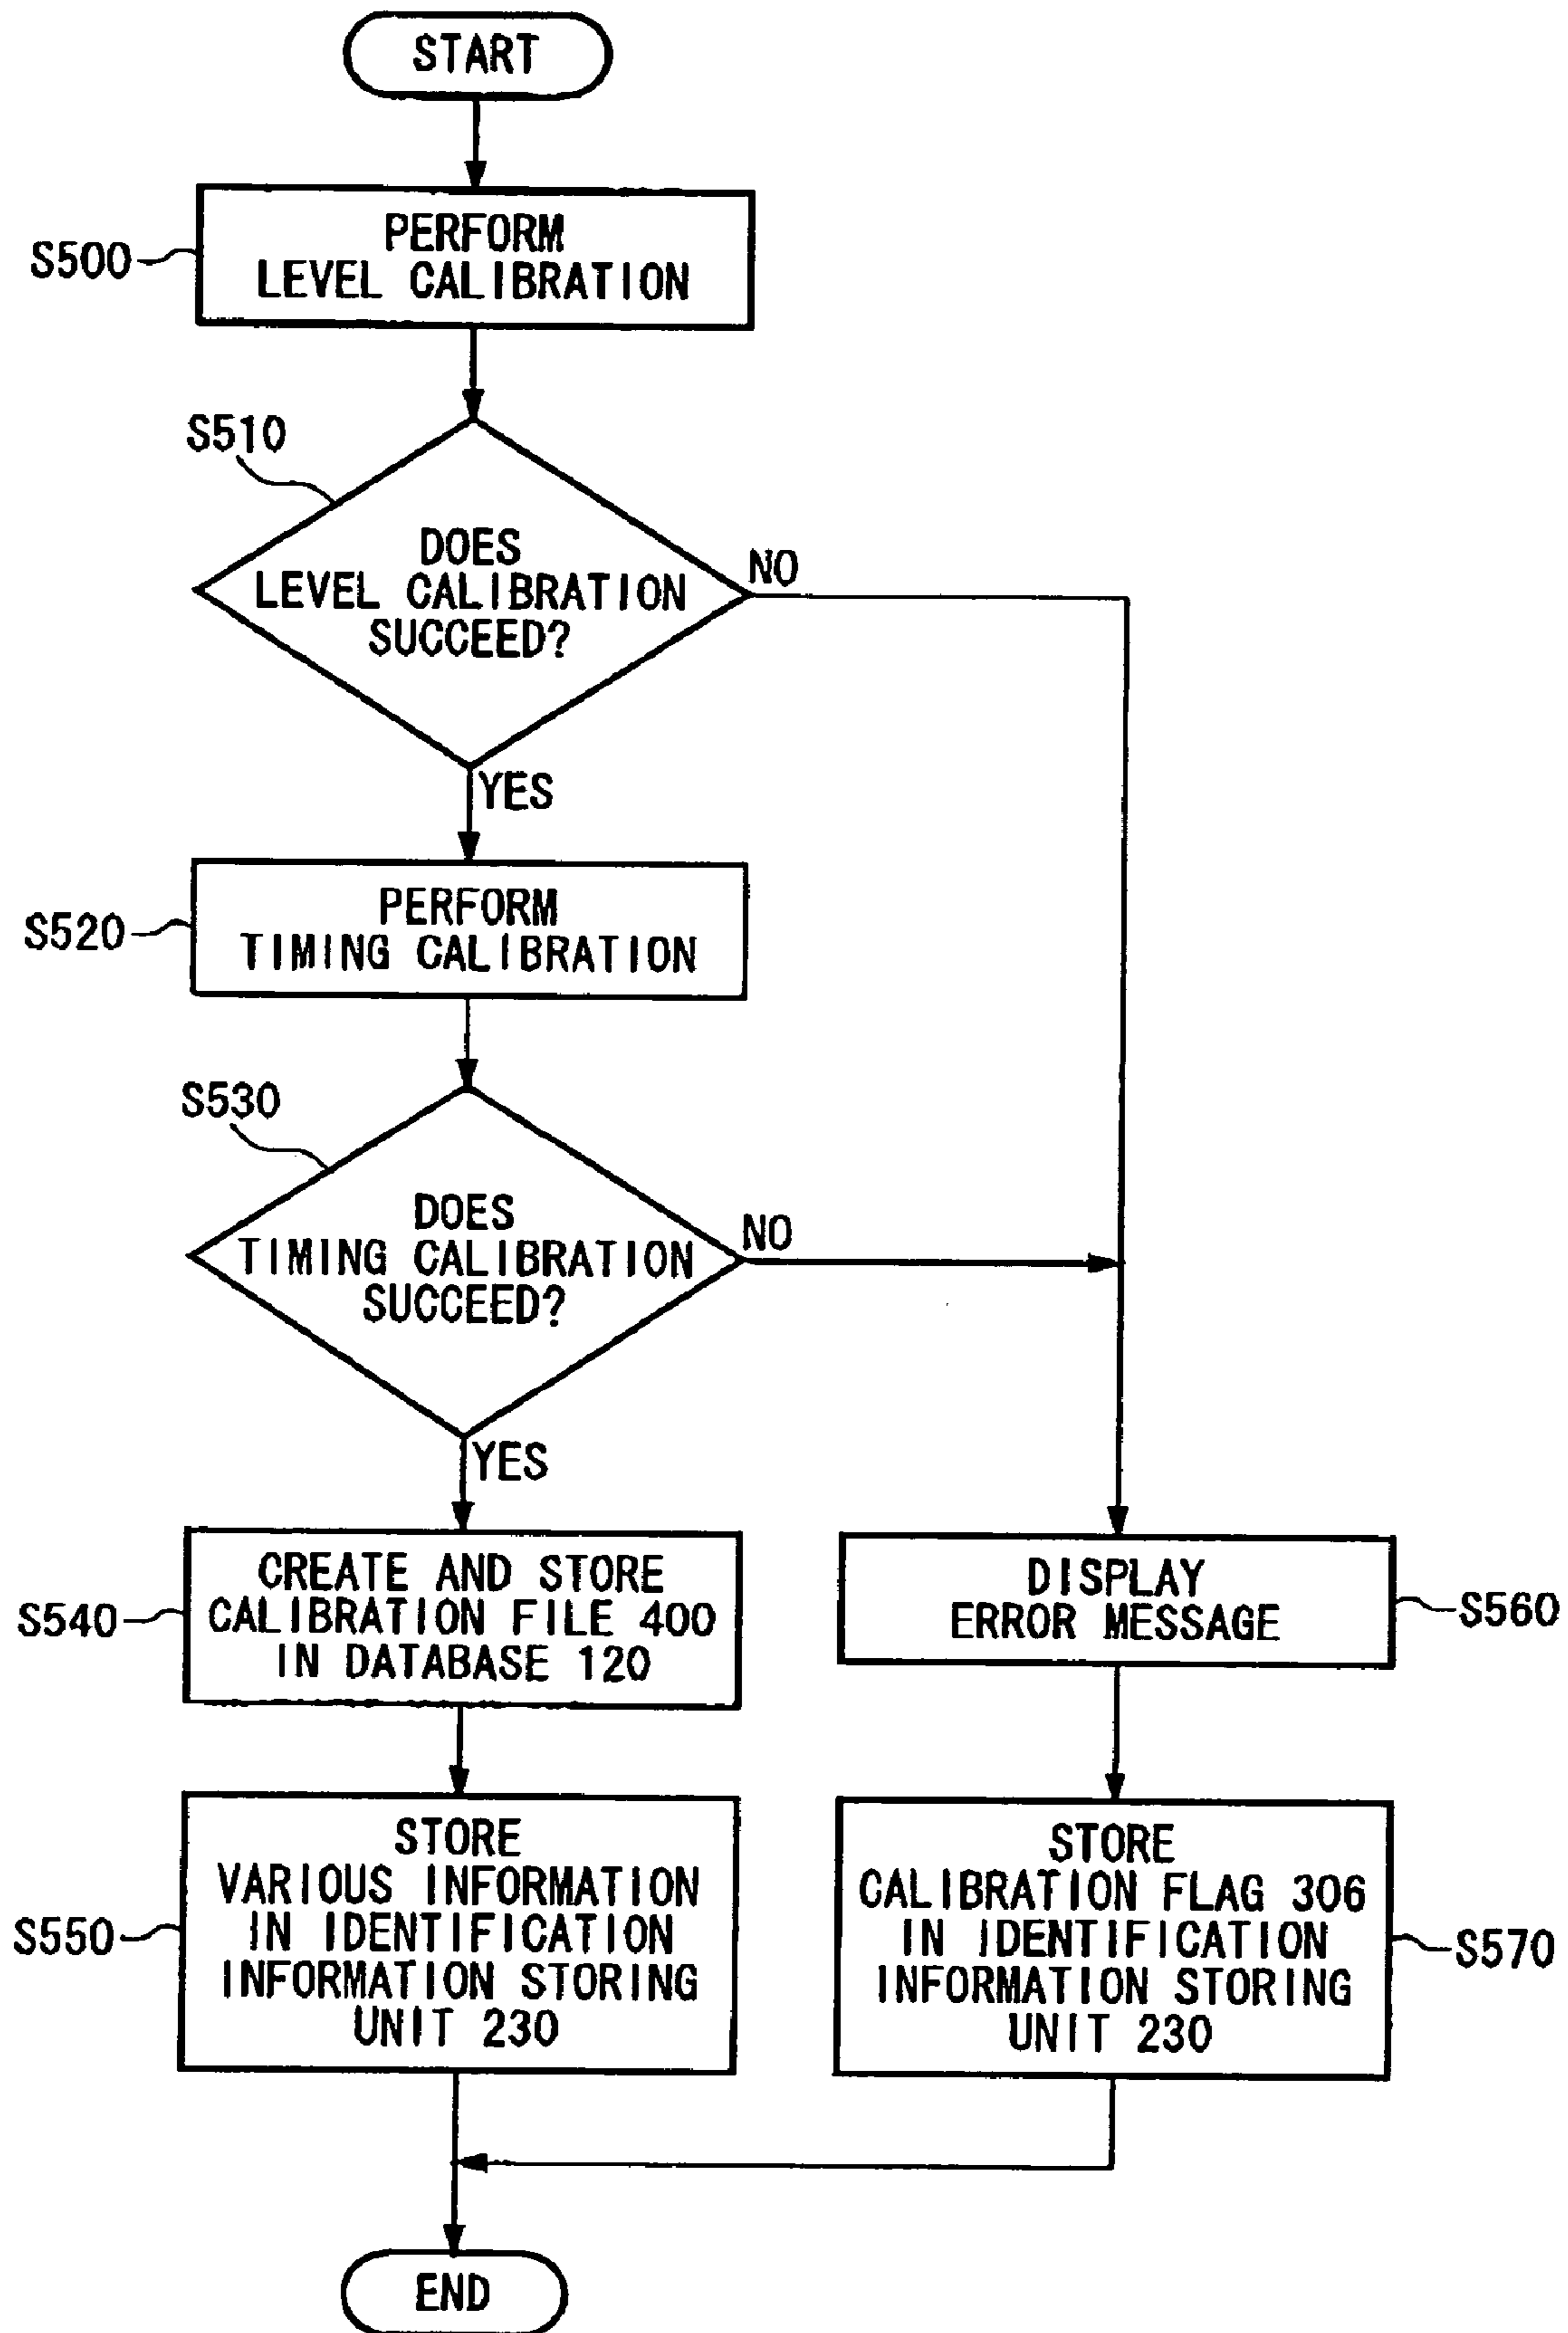 START
S500
PERFORM
LEVEL CALIBRATION
S510
DOES
LEVEL CALIBRATION
SUCCEED?
NO
YES
S520
PERFORM
TIMING CALIBRATION
S530
DOES
TIMING CALIBRATION
SUCCEED?
NO
YES
S540
CREATE AND STORE
CALIBRATION FILE 400
IN DATABASE 120
DISPLAY
ERROR MESSAGE
S560
S550
STORE
VARIOUS INFORMATION
IN IDENTIFICATION
INFORMATION STORING
UNIT 230
STORE
CALIBRATION FLAG 306
IN IDENTIFICATION
INFORMATION STORING
UNIT 230
S570
END